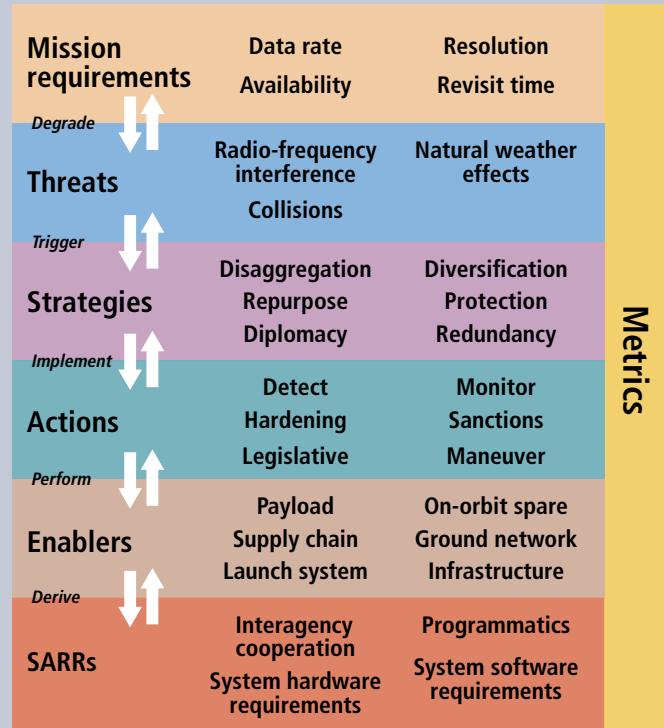 Mission requirements
Data rate
Resolution
Availability
Revisit time
Degrade
Threats
Radio-frequency interference
Natural weather effects
Collisions
Trigger
Strategies
Disaggregation
Diversification
Repurpose
Protection
Diplomacy
Redundancy
Implement
Actions
Detect
Monitor
Hardening
Sanctions
Legislative
Maneuver
Perform
Enablers
Payload
On-orbit spare
Supply chain
Ground network
Launch system
Infrastructure
Derive
SARRs
Interagency cooperation
Programmatics
System hardware requirements
System software requirements
Metrics